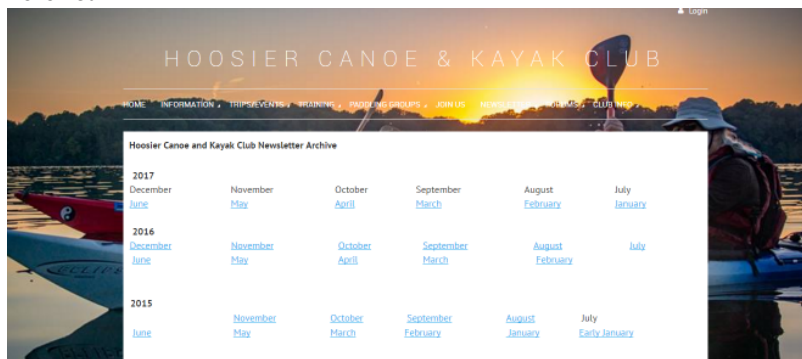 Login
HOOSIER CANOE & KAYAK CLUB
HOME INFORMATION TRIPS/EVENTS TRAINING PADDLING GROUPS JOIN US NEWSLETTER FORUMS CLUB INFO
Hoosier Canoe and Kayak Club Newsletter Archive
2017
December November October September August July
June May April March February January
2016
December November October September August July
June May April March February
2015
November October September August July
June May March February January Early January